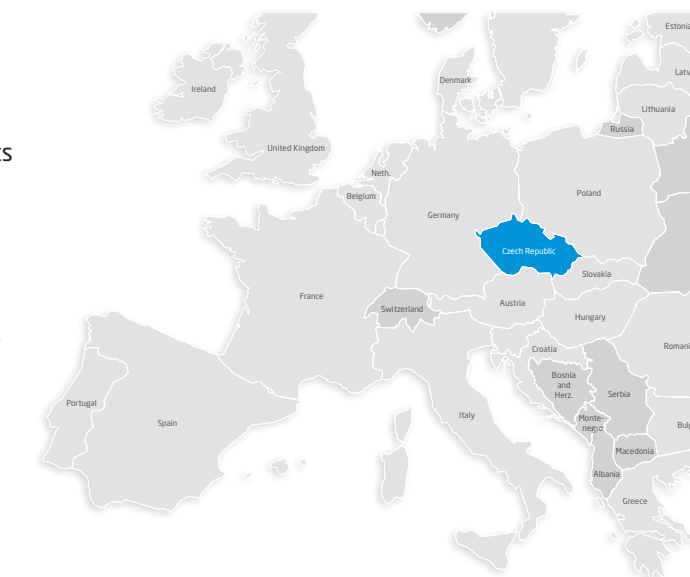 Estonia
Latv
Ireland
Denmark
Lithuania
Russia
United Kingdom
Neth.
Belgium
Poland
Germany
Czech Republic
Slovakia
France
Switzerland
Austria
Hungary
Croatia
Romani
Bosnia
and
Herz.
Serbia
Portugal
Spain
Italy
Monte-
negro
Bulg
Macedonia
Albania
Greece